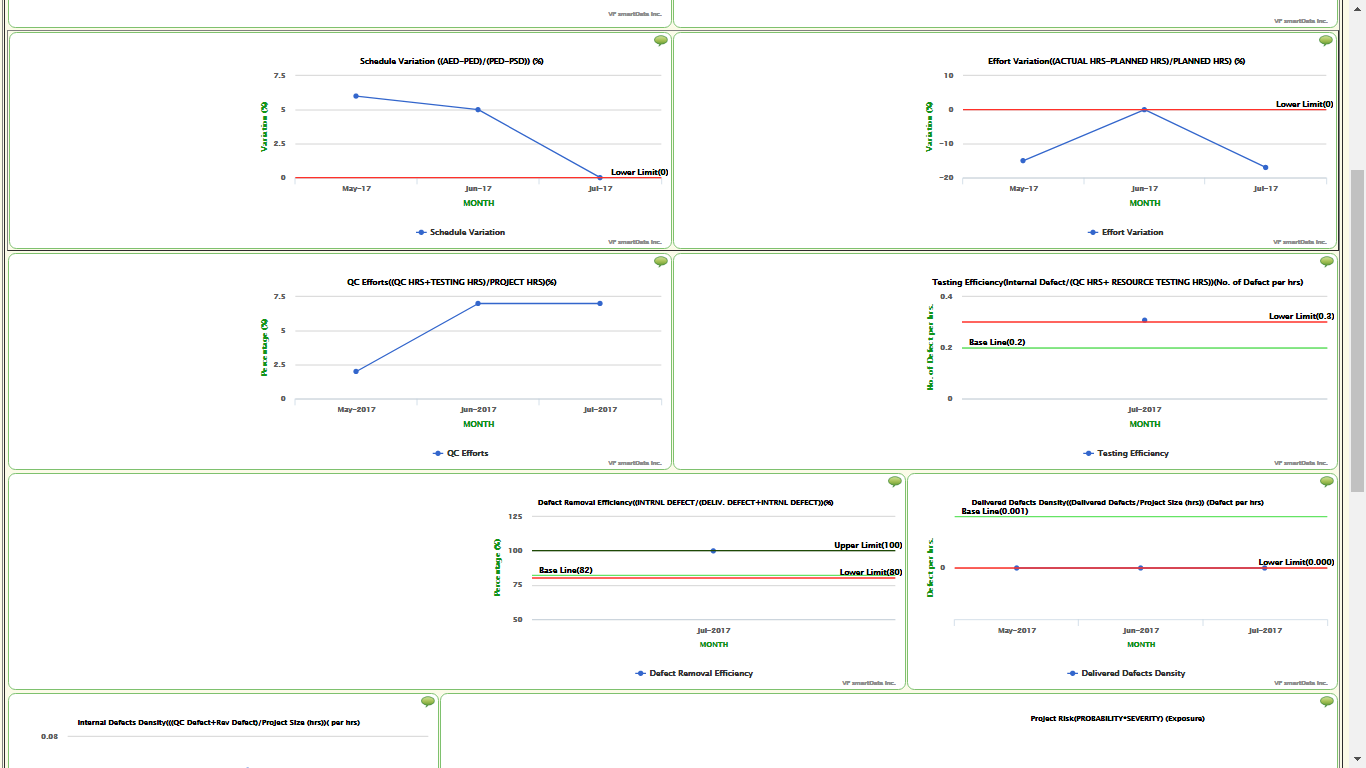 VF smartData Inc.
VF smartData Inc.
Schedule Variation ((AED-PED)/(PED-PSD)) (%)
7.5
5
2.5
0
Variation (%)
Lower Limit(0)
May-17
Jun-17
Jul-17
MONTH
Schedule Variation
VF smartData Inc.
Effort Variation((ACTUAL HRS-PLANNED HRS)/PLANNED HRS) (%)
10
0
-10
-20
Variation (%)
Lower Limit(0)
May-17
Jun-17
Jul-17
MONTH
Effort Variation
VF smartData Inc.
QC Efforts((QC HRS+TESTING HRS)/PROJECT HRS)(%)
7.5
5
2.5
0
Percentage (%)
May-2017
Jun-2017
Jul-2017
MONTH
QC Efforts
VF smartData Inc.
Testing Efficiency(Internal Defect/(QC HRS+ RESOURCE TESTING HRS))(No. of Defect per hrs)
0.4
0.2
0
No. of Defect per hrs.
Lower Limit(0.3)
Base Line(0.2)
Jul-2017
MONTH
Testing Efficiency
VF smartData Inc.
Defect Removal Efficiency((INTRNL DEFECT/(DELIV. DEFECT+INTRNL DEFECT))(%)
125
100
75
50
Percentage (%)
Upper Limit(100)
Base Line(82)
Lower Limit(80)
Jul-2017
MONTH
Defect Removal Efficiency
VF smartData Inc.
Delivered Defects Density((Delivered Defects/Project Size (hrs)) (Defect per hrs)
Base Line(0.001)
0
Defect per hrs.
Lower Limit(0.000)
May-2017
Jun-2017
Jul-2017
MONTH
Delivered Defects Density
VF smartData Inc.
Internal Defects Density(((QC Defect+Rev Defect)/Project Size (hrs))( per hrs)
0.08
Project Risk(PROBABILITY*SEVERITY) (Exposure)